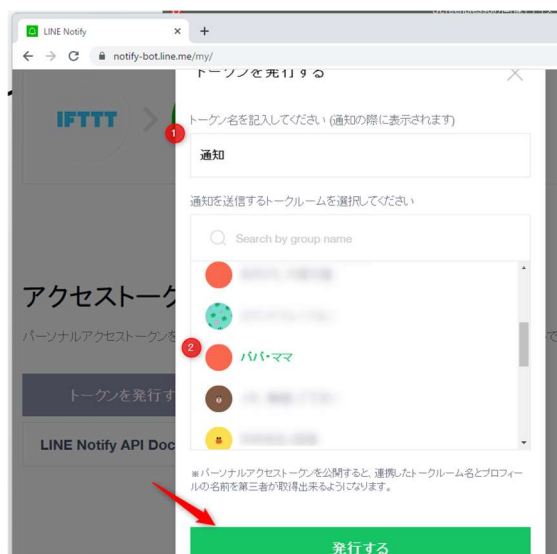 LINE Notify
notify-bot.line.me/my/
トークンを発行する
IFTTT
1
トークン名を記入してください (通知の際に表示されます)
通知
通知を送信するトークルームを選択してください
Search by group name
アクセストーク
パーソナルアクセストークンを
2
パパ・ママ
トークンを発行す
LINE Notify API Doc
※パーソナルアクセストークンを公開すると、連携したトークルーム名とプロフィー
ルの名前を第三者が取得出来るようになります。
発行する